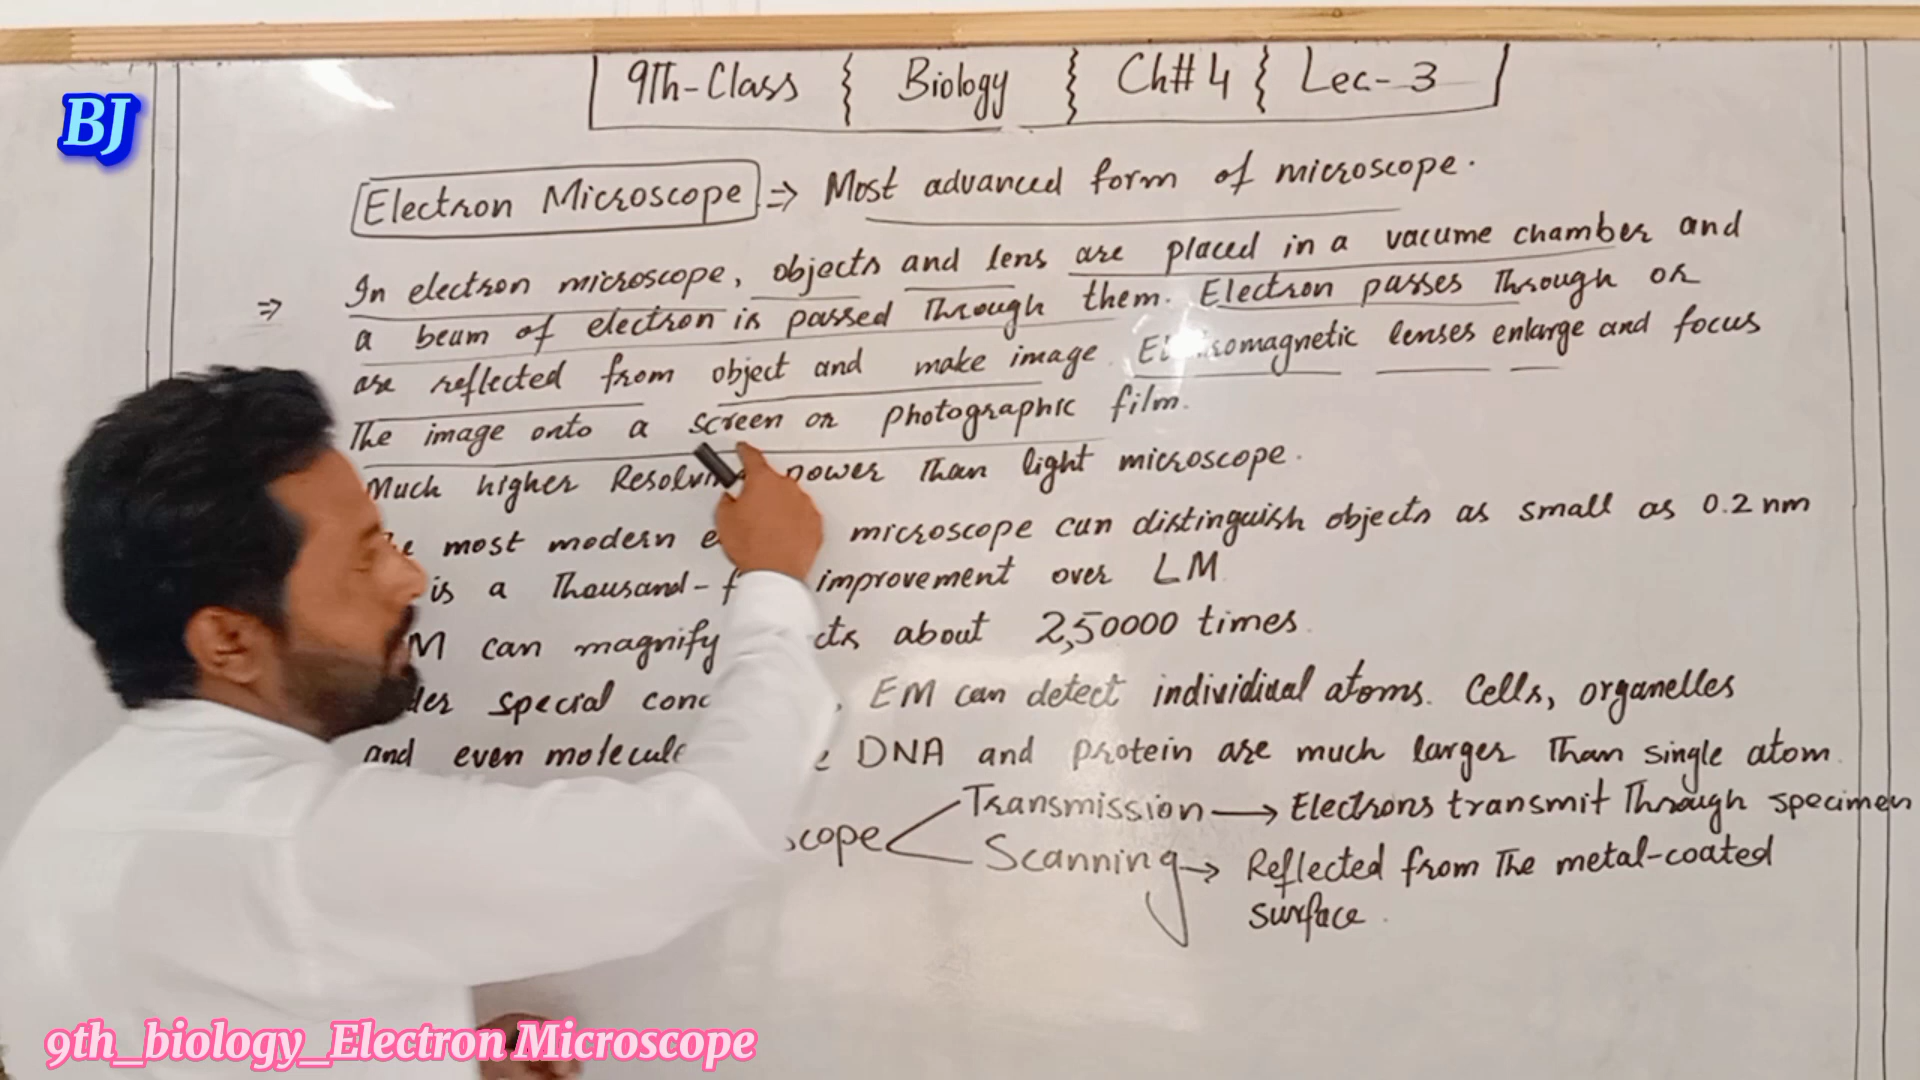 9Th-Class Biology Ch#4 Lec-3
BJ
Electron Microscope ⇒ Most advanced form of microscope.
⇒ In electron microscope, objects and lens are placed in a vacume chamber and
a beam of electron is passed Through them. Electron passes Through or
are reflected from object and make image. Electromagnetic lenses enlarge and focus
The image onto a screen or photographic film.
Much higher Resolving power Than light microscope.
most modern microscope can distinguish objects as small as 0.2 nm
is a Thousand- improvement over LM
M can magnify cts about 2,50000 times.
special EM can detect individual atoms. Cells, organelles
and even DNA and protein are much larger Than single atom.
scope Transmission → Electrons transmit Through specimen
Scanning → Reflected from The metal-coated
surface.
9th_biology_Electron Microscope